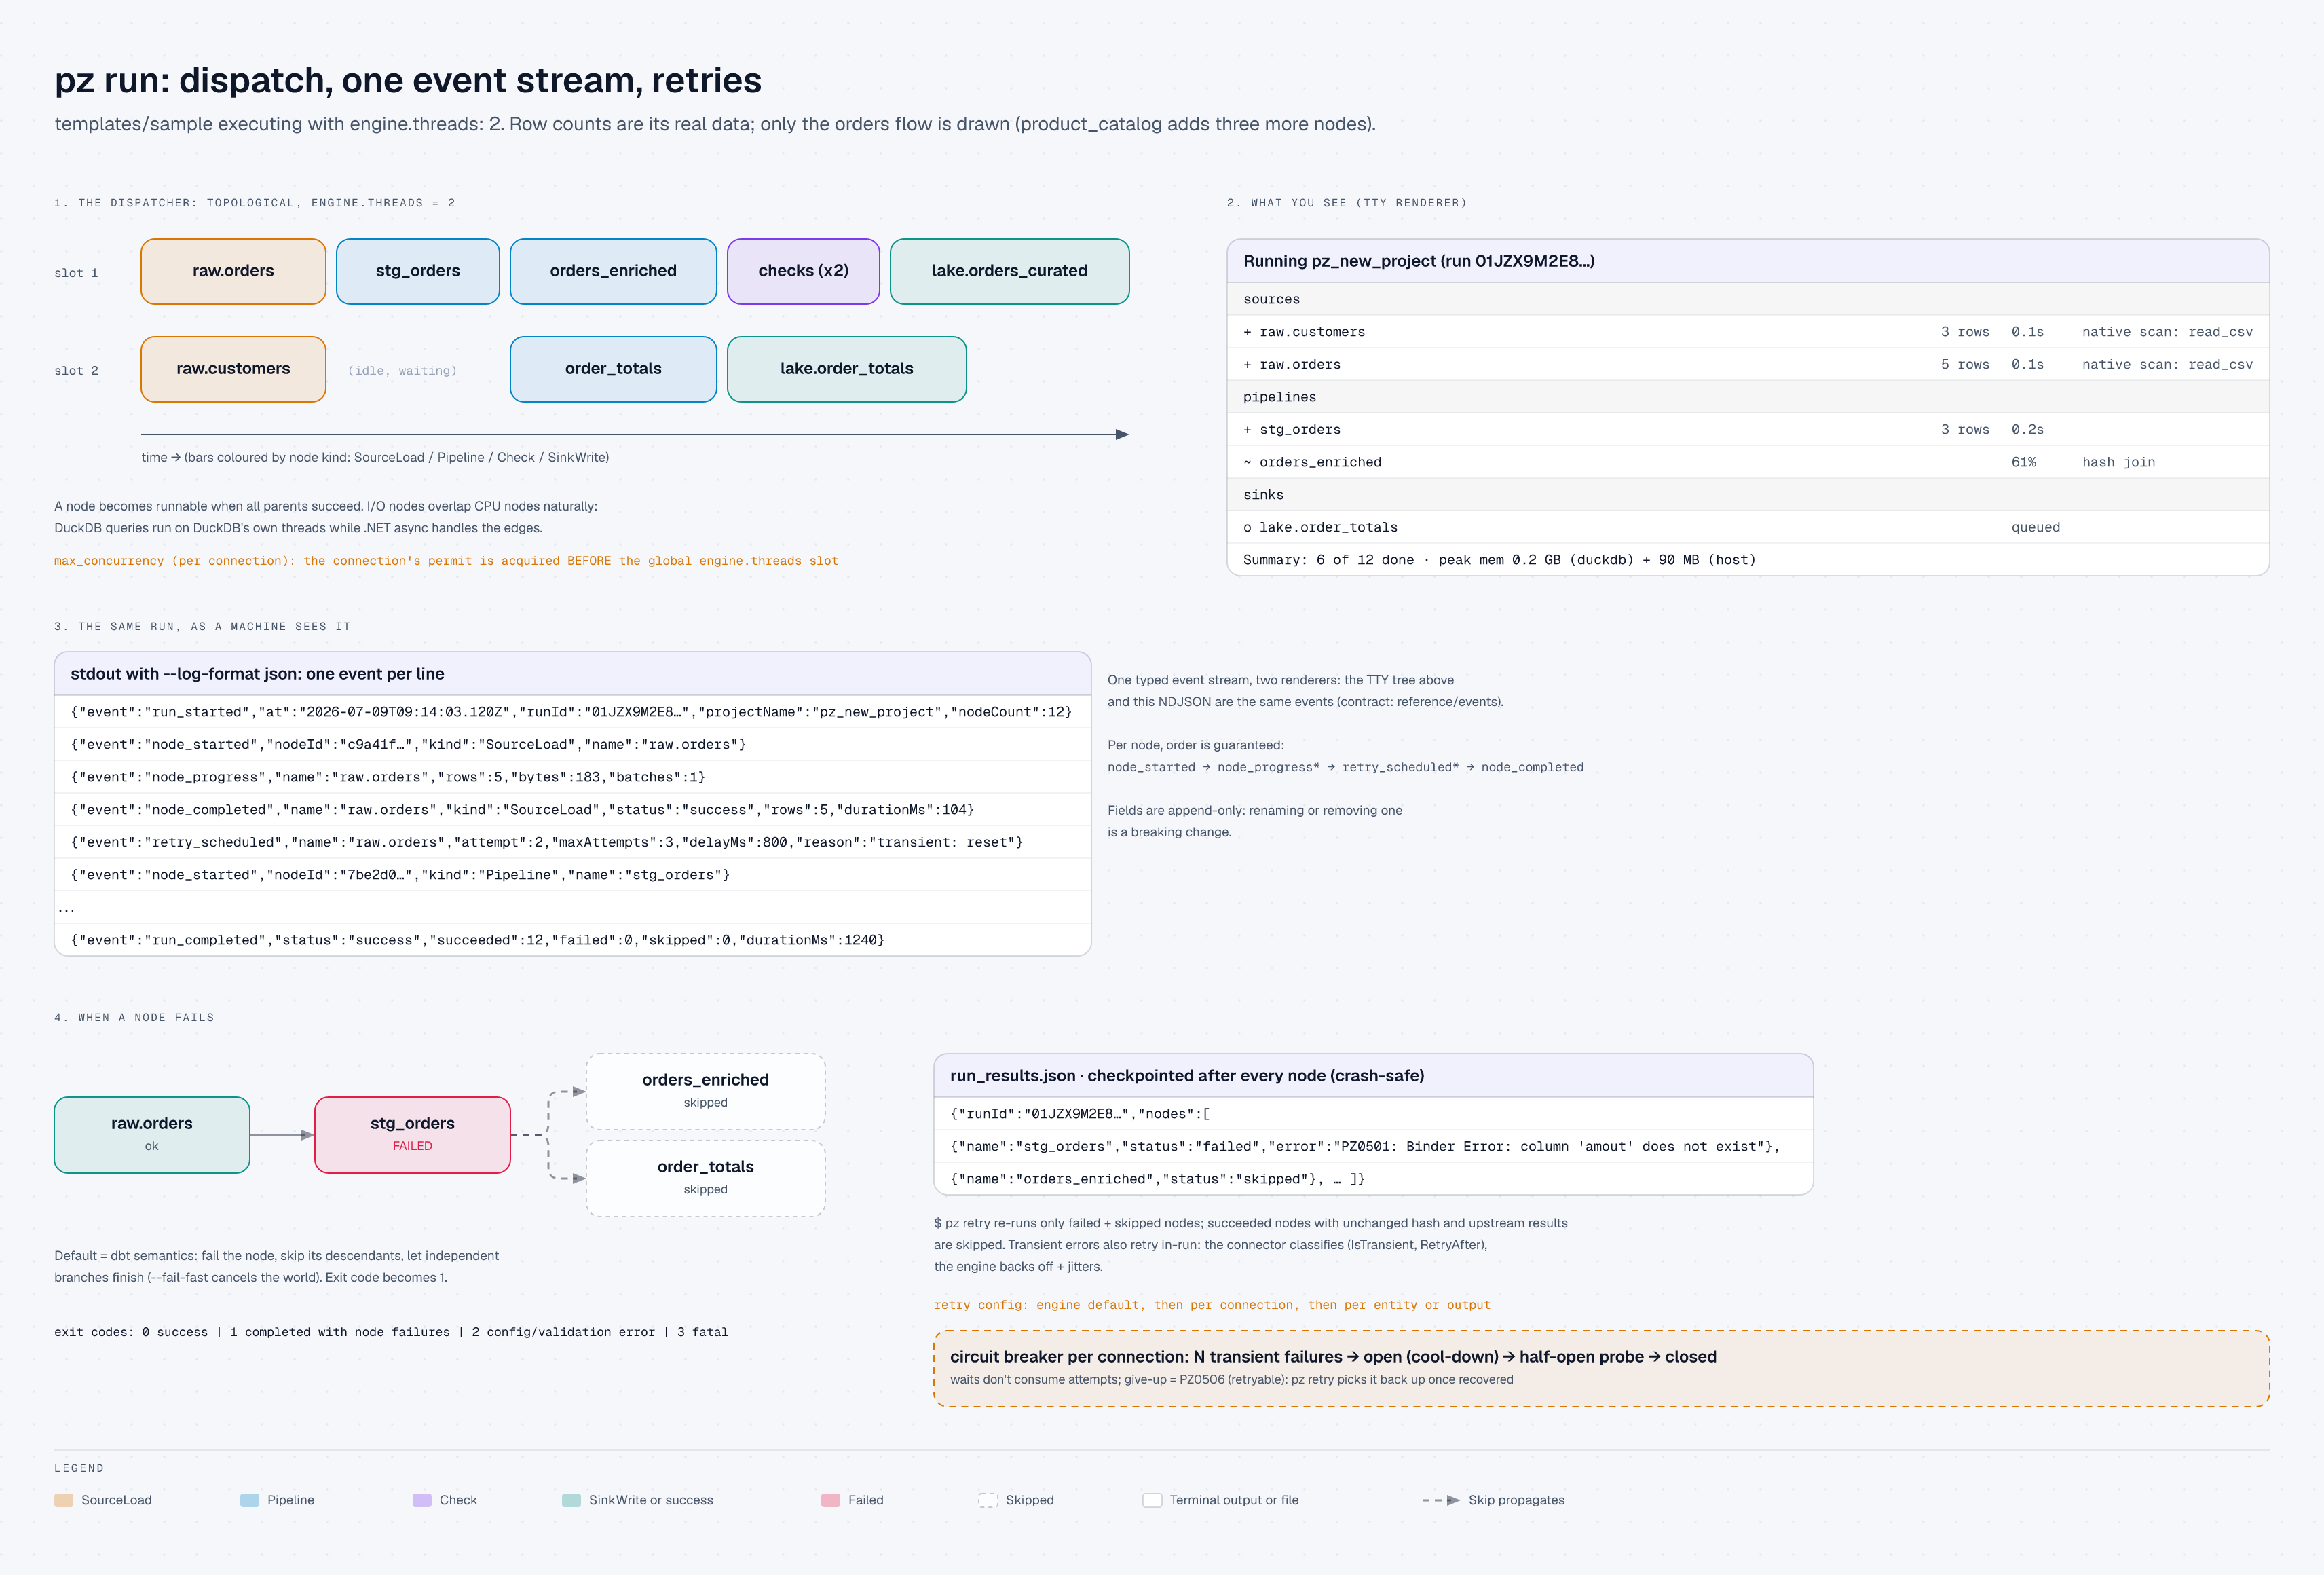 pz run: dispatch, one event stream, retries
templates/sample executing with engine.threads: 2. Row counts are its real data; only the orders flow is drawn (product_catalog adds three more nodes).
1. THE DISPATCHER: TOPOLOGICAL, ENGINE.THREADS = 2
slot 1
raw.orders
stg_orders
orders_enriched
checks (x2)
lake.orders_curated
slot 2
raw.customers
(idle, waiting)
order_totals
lake.order_totals
time → (bars coloured by node kind: SourceLoad / Pipeline / Check / SinkWrite)
A node becomes runnable when all parents succeed. I/O nodes overlap CPU nodes naturally:
DuckDB queries run on DuckDB's own threads while .NET async handles the edges.
max_concurrency (per connection): the connection's permit is acquired BEFORE the global engine.threads slot
2. WHAT YOU SEE (TTY RENDERER)
Running pz_new_project (run 01JZX9M2E8…)
sources
+ raw.customers 3 rows 0.1s native scan: read_csv
+ raw.orders 5 rows 0.1s native scan: read_csv
pipelines
+ stg_orders 3 rows 0.2s
~ orders_enriched 61% hash join
sinks
o lake.order_totals queued
Summary: 6 of 12 done · peak mem 0.2 GB (duckdb) + 90 MB (host)
3. THE SAME RUN, AS A MACHINE SEES IT
stdout with --log-format json: one event per line
{"event":"run_started","at":"2026-07-09T09:14:03.120Z","runId":"01JZX9M2E8…","projectName":"pz_new_project","nodeCount":12}
{"event":"node_started","nodeId":"c9a41f…","kind":"SourceLoad","name":"raw.orders"}
{"event":"node_progress","name":"raw.orders","rows":5,"bytes":183,"batches":1}
{"event":"node_completed","name":"raw.orders","kind":"SourceLoad","status":"success","rows":5,"durationMs":104}
{"event":"retry_scheduled","name":"raw.orders","attempt":2,"maxAttempts":3,"delayMs":800,"reason":"transient: reset"}
{"event":"node_started","nodeId":"7be2d0…","kind":"Pipeline","name":"stg_orders"}
...
{"event":"run_completed","status":"success","succeeded":12,"failed":0,"skipped":0,"durationMs":1240}
One typed event stream, two renderers: the TTY tree above
and this NDJSON are the same events (contract: reference/events).
Per node, order is guaranteed:
node_started → node_progress* → retry_scheduled* → node_completed
Fields are append-only: renaming or removing one
is a breaking change.
4. WHEN A NODE FAILS
raw.orders
ok
stg_orders
FAILED
orders_enriched
skipped
order_totals
skipped
Default = dbt semantics: fail the node, skip its descendants, let independent
branches finish (--fail-fast cancels the world). Exit code becomes 1.
exit codes: 0 success | 1 completed with node failures | 2 config/validation error | 3 fatal
run_results.json · checkpointed after every node (crash-safe)
{"runId":"01JZX9M2E8…","nodes":[
{"name":"stg_orders","status":"failed","error":"PZ0501: Binder Error: column 'amout' does not exist"},
{"name":"orders_enriched","status":"skipped"}, … ]}
$ pz retry re-runs only failed + skipped nodes; succeeded nodes with unchanged hash and upstream results
are skipped. Transient errors also retry in-run: the connector classifies (IsTransient, RetryAfter),
the engine backs off + jitters.
retry config: engine default, then per connection, then per entity or output
circuit breaker per connection: N transient failures → open (cool-down) → half-open probe → closed
waits don't consume attempts; give-up = PZ0506 (retryable): pz retry picks it back up once recovered
LEGEND
SourceLoad
Pipeline
Check
SinkWrite or success
Failed
Skipped
Terminal output or file
Skip propagates